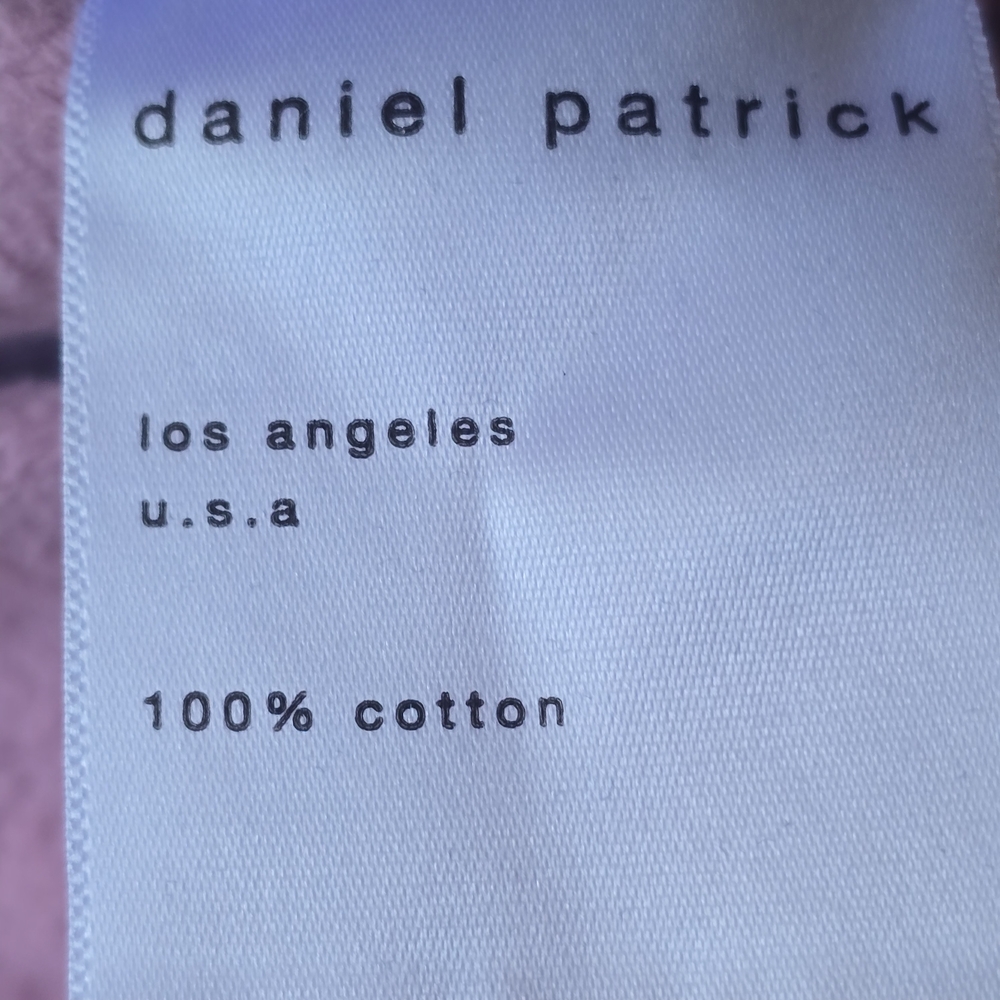 daniel patrick
los angeles
u.s.a
100% cotton